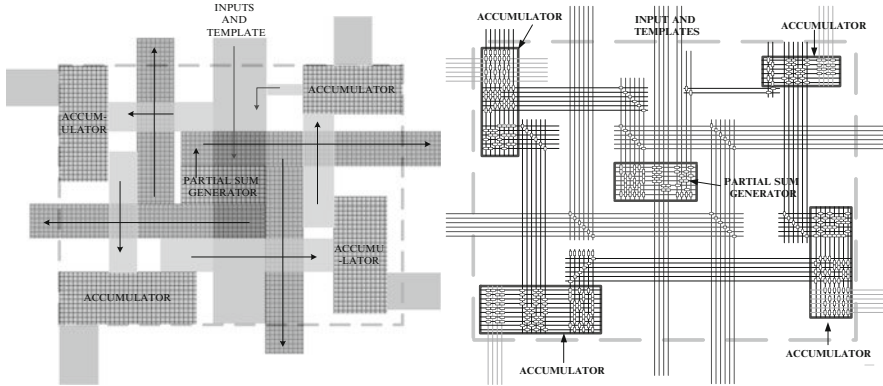 INPUTS
AND
TEMPLATE
ACCUM-
ULATOR
ACCUMULATOR
PARTIAL SUM
GENERATOR
ACCUMU
-LATOR
ACCUMULATOR
ACCUMULATOR
INPUT AND
TEMPLATES
ACCUMULATOR
PARTIAL SUM
GENERATOR
ACCUMULATOR
ACCUMULATOR